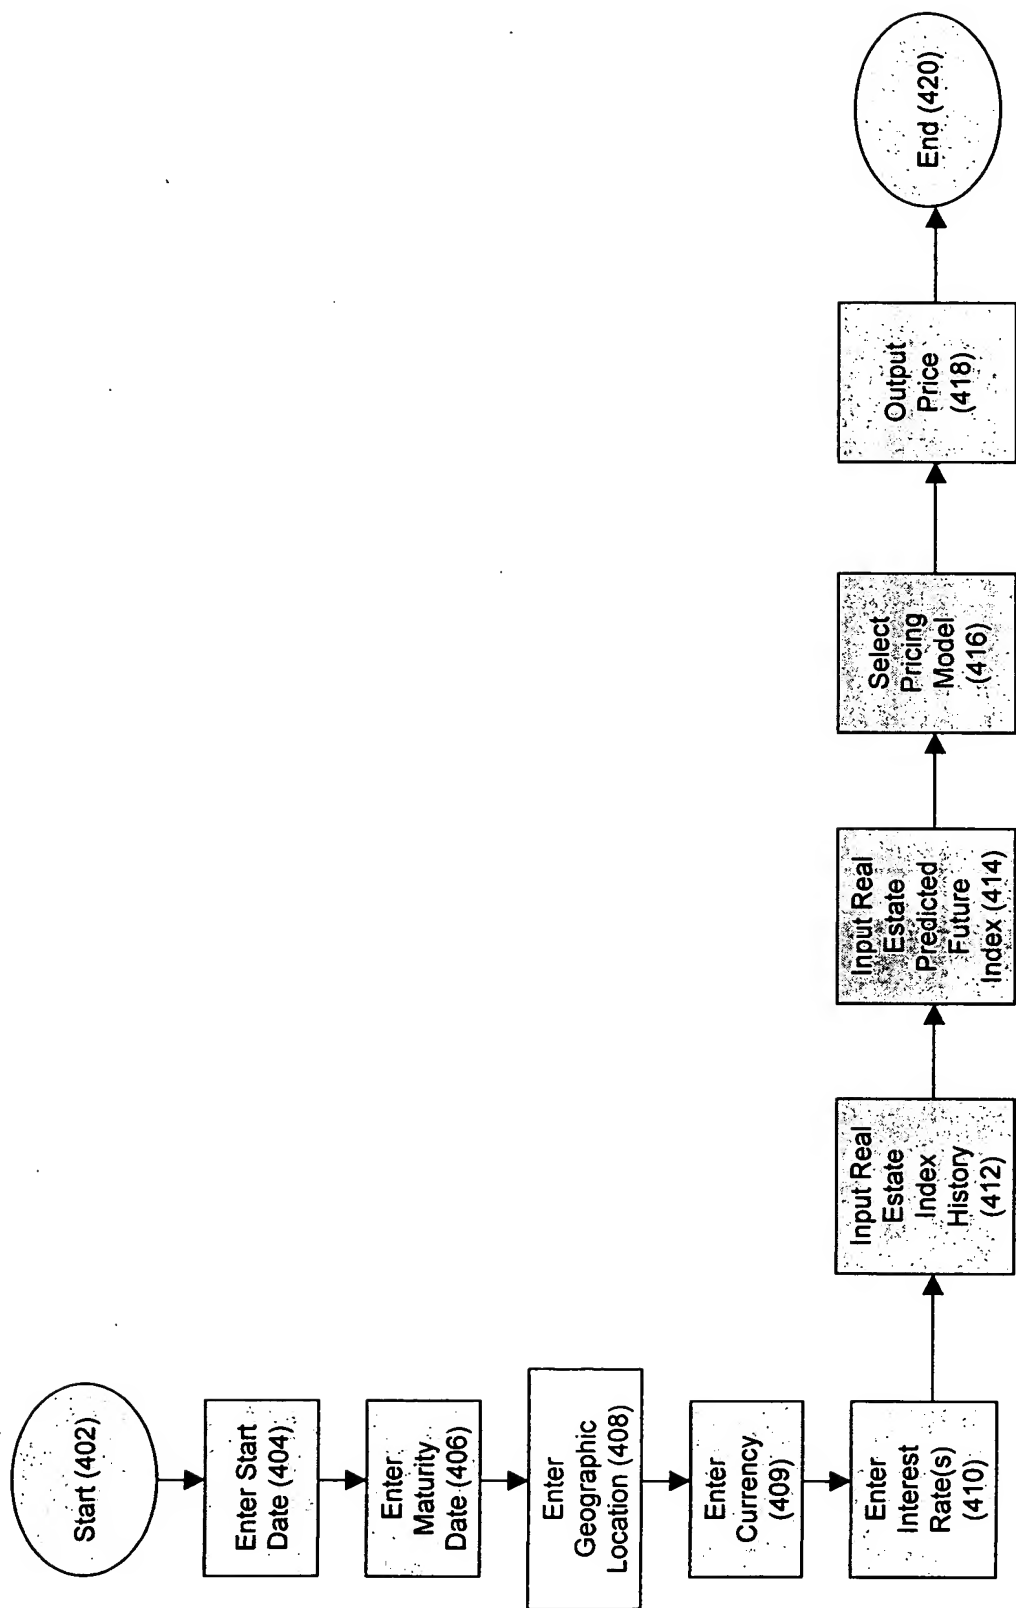 Start (402)
Enter Start
Date (404)
Enter
Maturity
Date (406)
Enter
Geographic
Location (408)
Enter
Currency
(409)
Enter
Interest
Rate(s)
(410)
Input Real
Estate
Index
History
(412)
Input Real
Estate
Predicted
Future
Index (414)
Select
Pricing
Model
(416)
Output
Price
(418)
End (420)